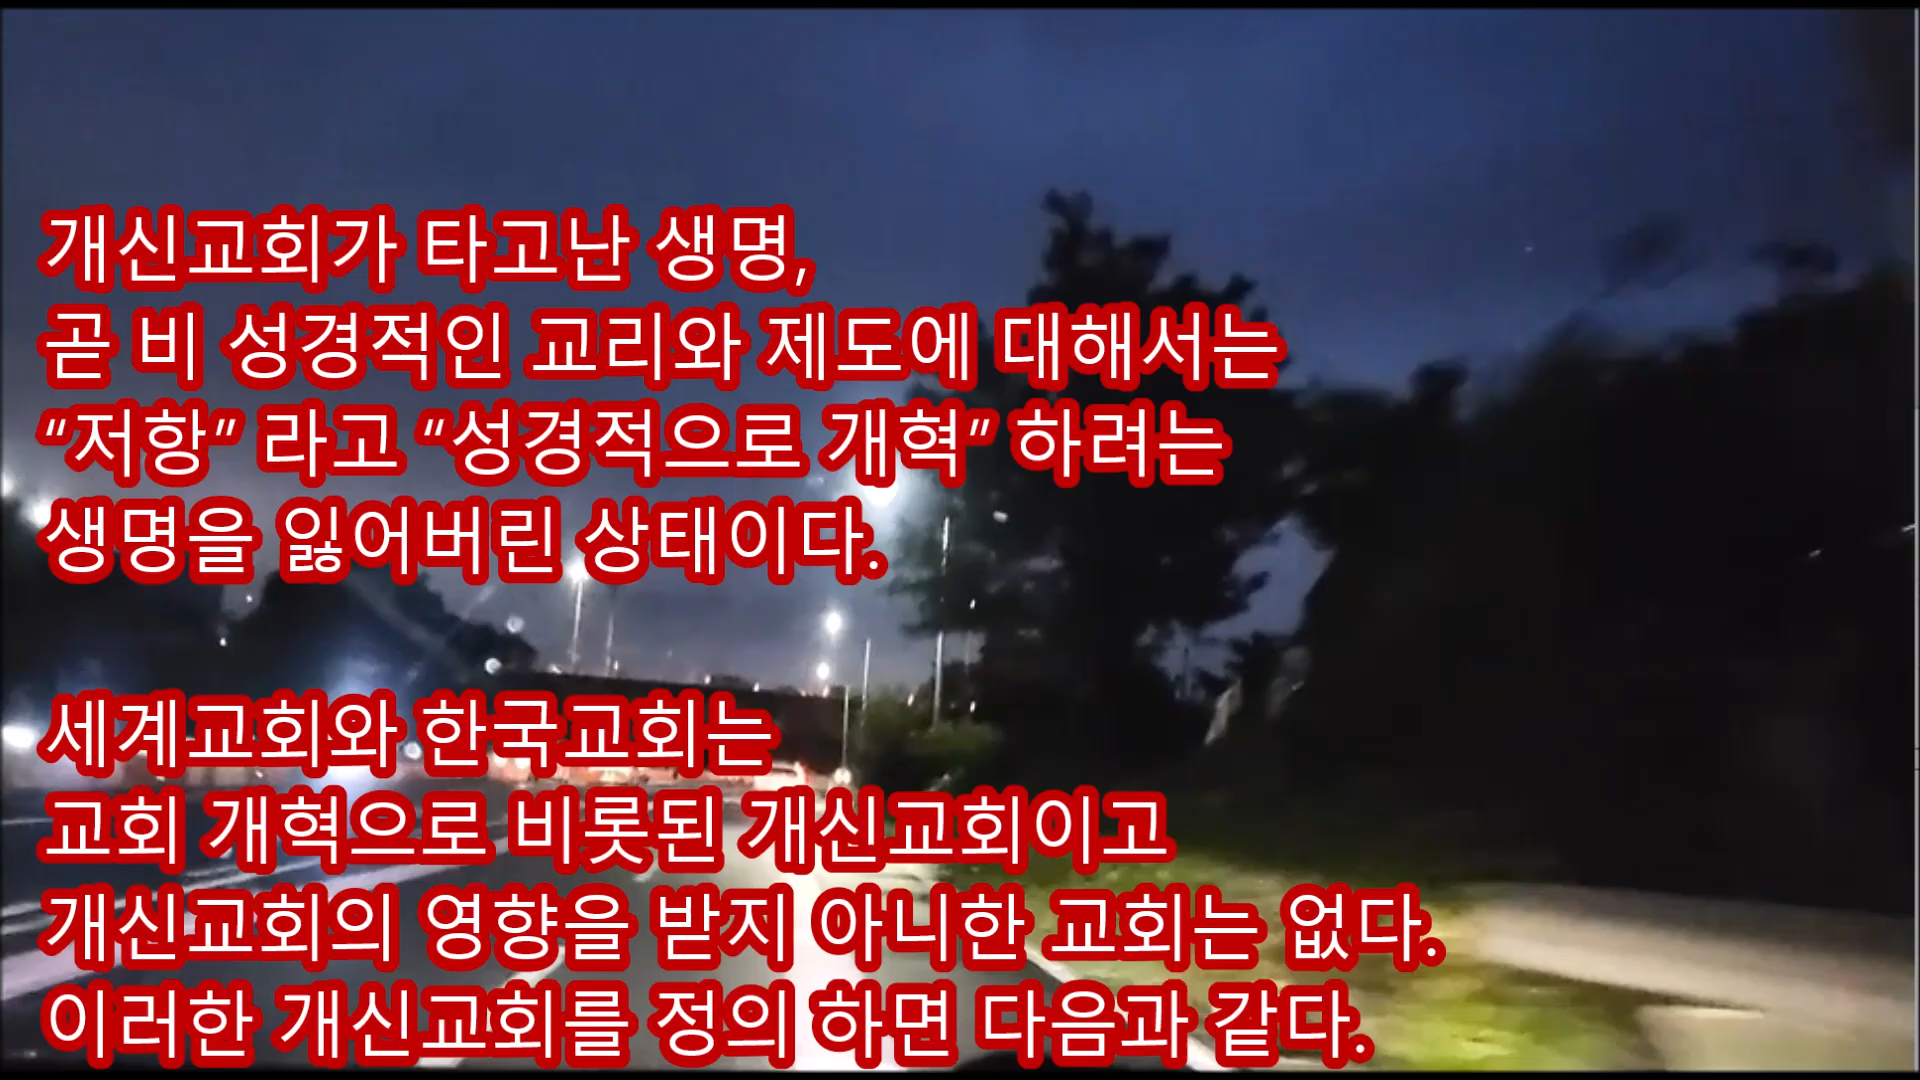 개신교회가 타고난 생명,
곧 비 성경적인 교리와 제도에 대해서는
“저항” 라고 “성경적으로 개혁” 하려는
생명을 잃어버린 상태이다.
세계교회와 한국교회는
교회 개혁으로 비롯된 개신교회이고
개신교회의 영향을 받지 아니한 교회는 없다.
이러한 개신교회를 정의 하면 다음과 같다.